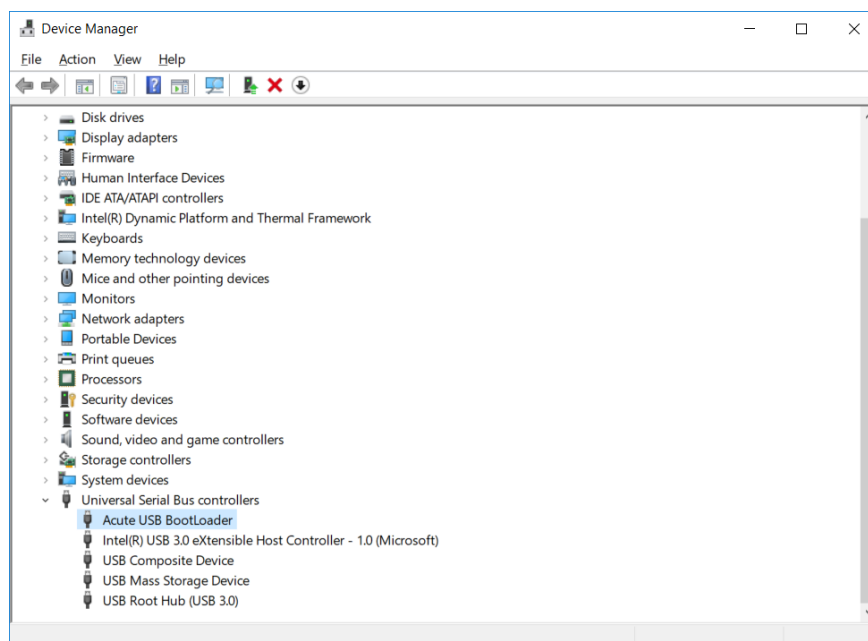 Device Manager
File Action View Help
Disk drives
Display adapters
Firmware
Human Interface Devices
IDE ATA/ATAPI controllers
Intel(R) Dynamic Platform and Thermal Framework
Keyboards
Memory technology devices
Mice and other pointing devices
Monitors
Network adapters
Portable Devices
Print queues
Processors
Security devices
Software devices
Sound, video and game controllers
Storage controllers
System devices
Universal Serial Bus controllers
Acute USB BootLoader
Intel(R) USB 3.0 eXtensible Host Controller - 1.0 (Microsoft)
USB Composite Device
USB Mass Storage Device
USB Root Hub (USB 3.0)